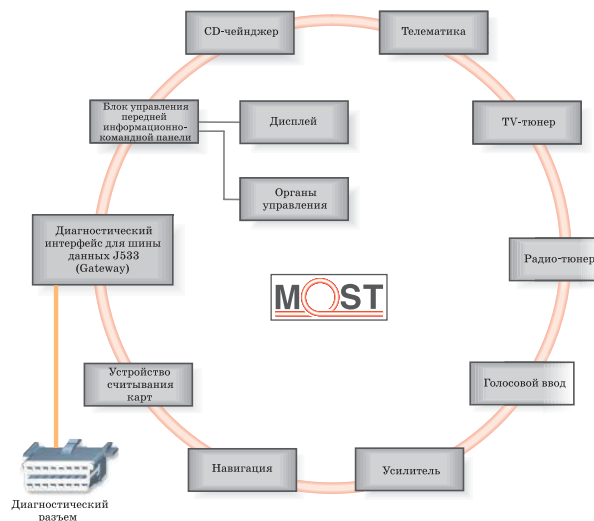 CD-чейнджер
Телематика
Блок управления
передней
информационно-
командной панели
Дисплей
TV-тюнер
Органы
управления
Диагностический
интерфейс для шины
данных J533
(Gateway)
Радио-тюнер
MOST
Устройство
считывания
карт
Голосовой ввод
Навигация
Усилитель
Диагностический
разъем